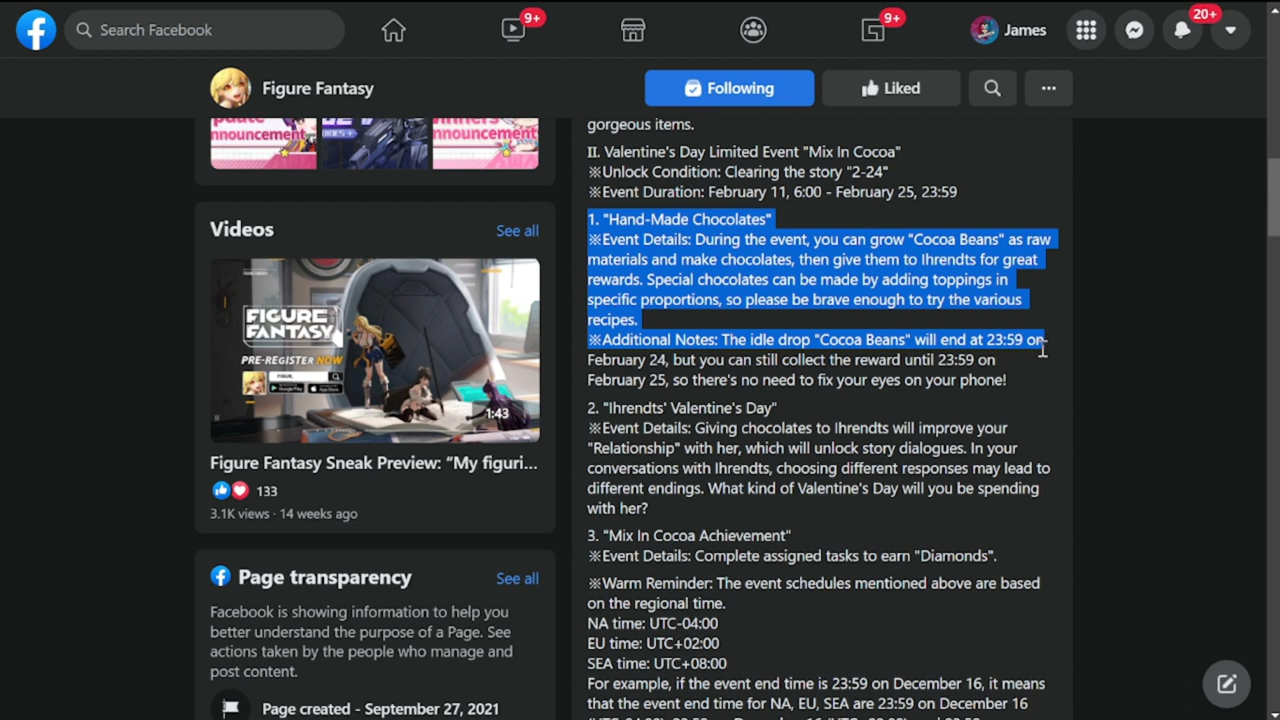 Search Facebook
9+
9+
James
20+
Figure Fantasy
Following
Liked
nnouncement
nnouncement
Videos
See all
FIGURE
FANTASY
PRE-REGISTER NOW
1:43
Figure Fantasy Sneak Preview: “My figuri...
133
3.1K views · 14 weeks ago
Page transparency
See all
Facebook is showing information to help you
better understand the purpose of a Page. See
actions taken by the people who manage and
post content.
Page created - September 27, 2021
gorgeous items.
II. Valentine's Day Limited Event "Mix In Cocoa"
※Unlock Condition: Clearing the story "2-24"
※Event Duration: February 11, 6:00 - February 25, 23:59
1. "Hand-Made Chocolates"
※Event Details: During the event, you can grow "Cocoa Beans" as raw
materials and make chocolates, then give them to Ihrendts for great
rewards. Special chocolates can be made by adding toppings in
specific proportions, so please be brave enough to try the various
recipes.
※Additional Notes: The idle drop "Cocoa Beans" will end at 23:59 on
February 24, but you can still collect the reward until 23:59 on
February 25, so there's no need to fix your eyes on your phone!
2. "Ihrendts' Valentine's Day"
※Event Details: Giving chocolates to Ihrendts will improve your
"Relationship" with her, which will unlock story dialogues. In your
conversations with Ihrendts, choosing different responses may lead to
different endings. What kind of Valentine's Day will you be spending
with her?
3. "Mix In Cocoa Achievement"
※Event Details: Complete assigned tasks to earn "Diamonds".
※Warm Reminder: The event schedules mentioned above are based
on the regional time.
NA time: UTC-04:00
EU time: UTC+02:00
SEA time: UTC+08:00
For example, if the event end time is 23:59 on December 16, it means
that the event end time for NA, EU, SEA are 23:59 on December 16